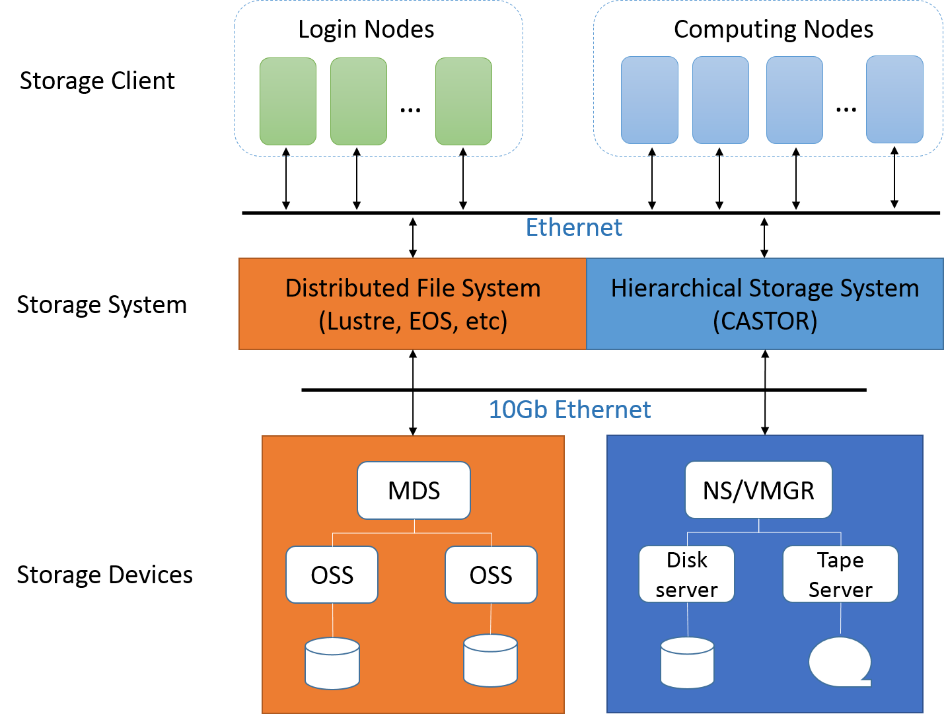 Login Nodes
Computing Nodes
Storage Client
...
...
Ethernet
Storage System
Distributed File System
(Lustre, EOS, etc)
Hierarchical Storage System
(CASTOR)
10Gb Ethernet
MDS
NS/VMGR
Storage Devices
OSS
OSS
Disk
server
Tape
Server